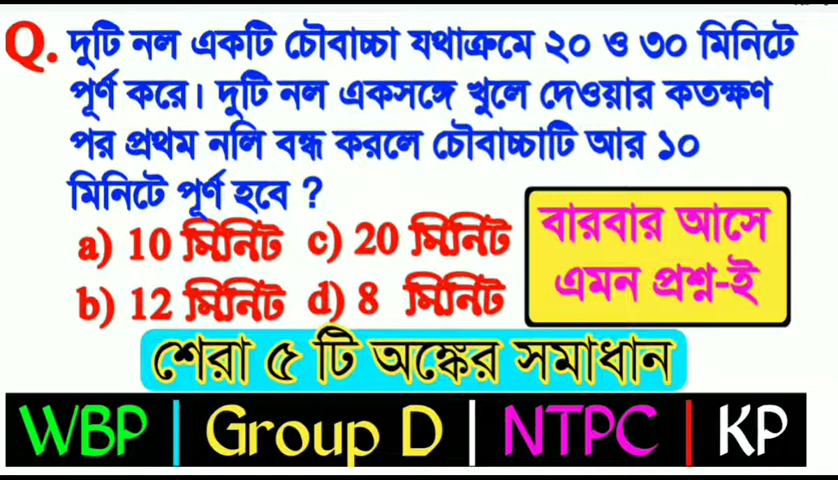 Q. দুটি নল একটি চৌবাচ্চা যথাক্রমে ২০ ও ৩০ মিনিটে
পূর্ণ করে। দুটি নল একসঙ্গে খুলে দেওয়ার কতক্ষণ
পর প্রথম নলি বন্ধ করলে চৌবাচ্চাটি আর ১০
মিনিটে পূর্ণ হবে ?
a) 10 মিনিট c) 20 মিনিট
b) 12 মিনিট d) 8 মিনিট
বারবার আসে
এমন প্রশ্ন-ই
শেরা ৫ টি অঙ্কের সমাধান
WBP | Group D | NTPC | KP